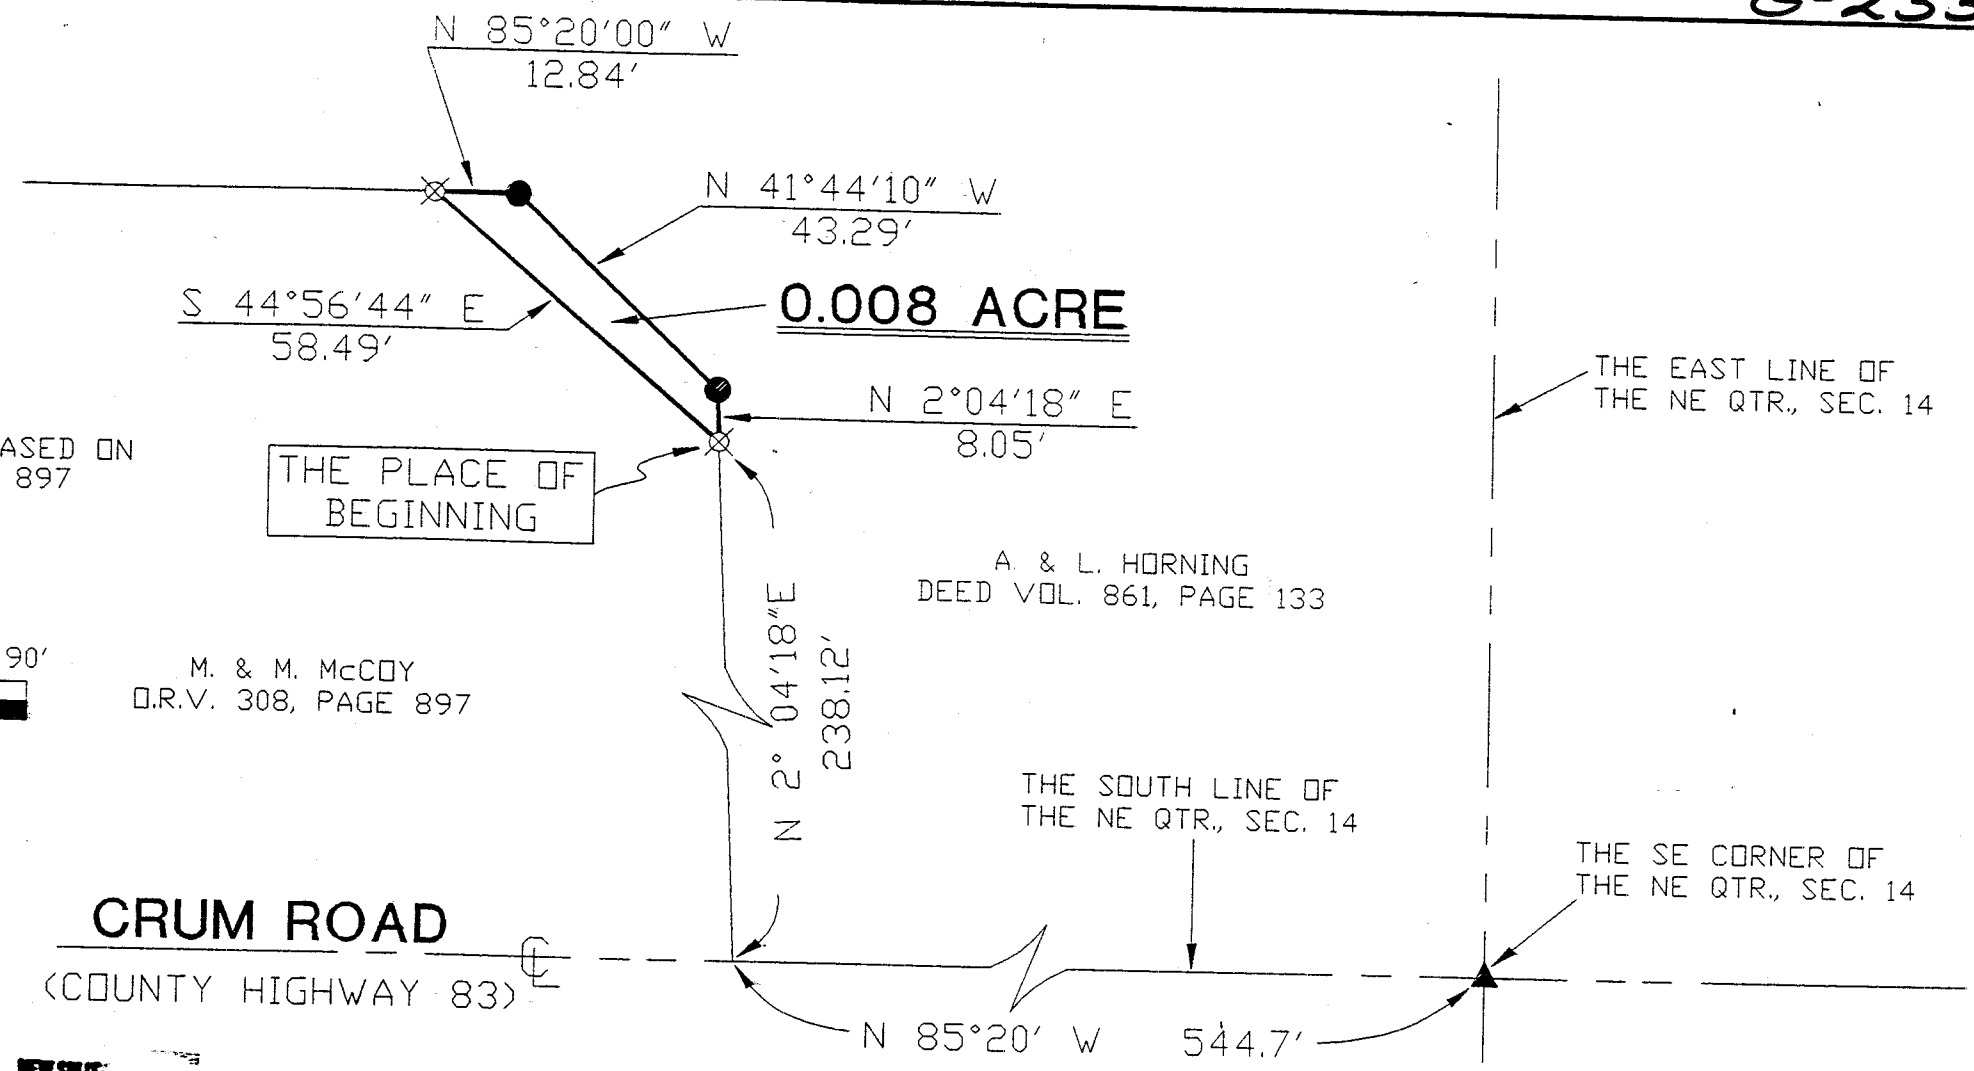 N 85°20'00" W
12.84'
N 41°44'10" W
43.29'
S 44°56'44" E
58.49'
0.008 ACRE
N 2°04'18" E
8.05'
THE EAST LINE OF
THE NE QTR., SEC. 14
ASED ON
897
THE PLACE OF
BEGINNING
A. & L. HORNING
DEED VOL. 861, PAGE 133
N 2° 04'18"E
238.12'
90'
M. & M. McCOY
O.R.V. 308, PAGE 897
THE SOUTH LINE OF
THE NE QTR., SEC. 14
THE SE CORNER OF
THE NE QTR., SEC. 14
CRUM ROAD
CL
(COUNTY HIGHWAY 83)
N 85°20' W 544.7'